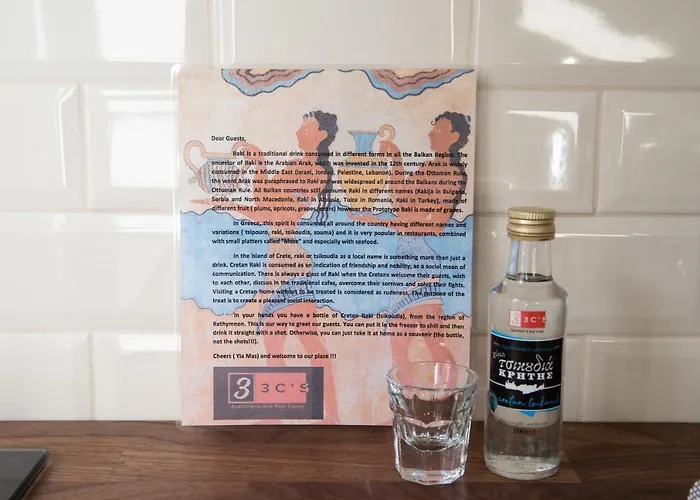 Dear Guests,
Raki is a traditional drink consumed in different forms in all the Balkan Region. The
ancestor of Raki is the Arabian Arak, which was invented in the 12th century. Arak is widely
consumed in the Middle East (Israel, Jordan, Palestine, Lebanon). During the Ottoman Rule
the word Arak was paraphrased to Raki and was widespread all around the Balkans during the
Ottoman Rule. All Balkan countries still consume Raki in different names (Rakija in Bulgaria,
Serbia and North Macedonia, Raki in Albania, Tuica in Romania, Raki in Turkey), made of
different fruit ( plums, apricots, grapes, pears) however the Prototype Raki is made of grapes.
In Greece, this spirit is consumed all around the country having different names and
variations ( tsipouro, raki, tsikoudia, souma) and it is very popular in restaurants, combined
with small platters called "Meze" and especially with seafood.
In the island of Crete, raki or tsikoudia as a local name is something more than just a
drink. Cretan Raki is consumed as an indication of friendship and nobility, as a social mean of
communication. There is always a glass of Raki when the Cretans welcome their guests, wish
to each other, discuss in the traditional cafes, overcome their sorrows and solve their fights.
Visiting a Cretan home without to be treated is considered as rudeness. The purpose of the
treat is to create a pleasant social interaction.
In your hands you have a bottle of Cretan Raki (tsikoudia), from the region of
Rethymnon. This is our way to greet our guests. You can put it in the freezer to chill and then
drink it straight with a shot. Otherwise, you can just take it at home as a souvenir (the bottle,
not the shots!!!).
Cheers ( Yia Mas) and welcome to our place !!!
3 3C'S
Apartments and Real Estate
3 3C'S
τσικουδιά
ΚΡΗΤΗΣ
cretan tsikoudia
100ml